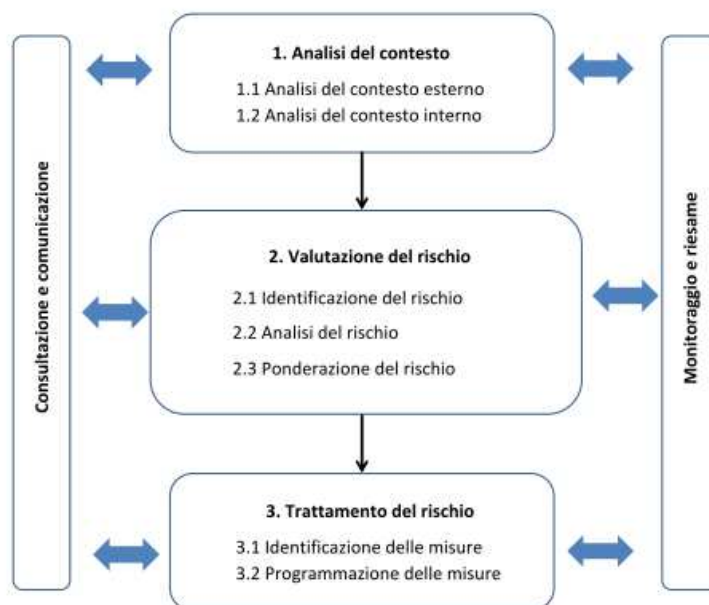 Consultazione e comunicazione
1. Analisi del contesto
1.1 Analisi del contesto esterno
1.2 Analisi del contesto interno
2. Valutazione del rischio
2.1 Identificazione del rischio
2.2 Analisi del rischio
2.3 Ponderazione del rischio
3. Trattamento del rischio
3.1 Identificazione delle misure
3.2 Programmazione delle misure
Monitoraggio e riesame